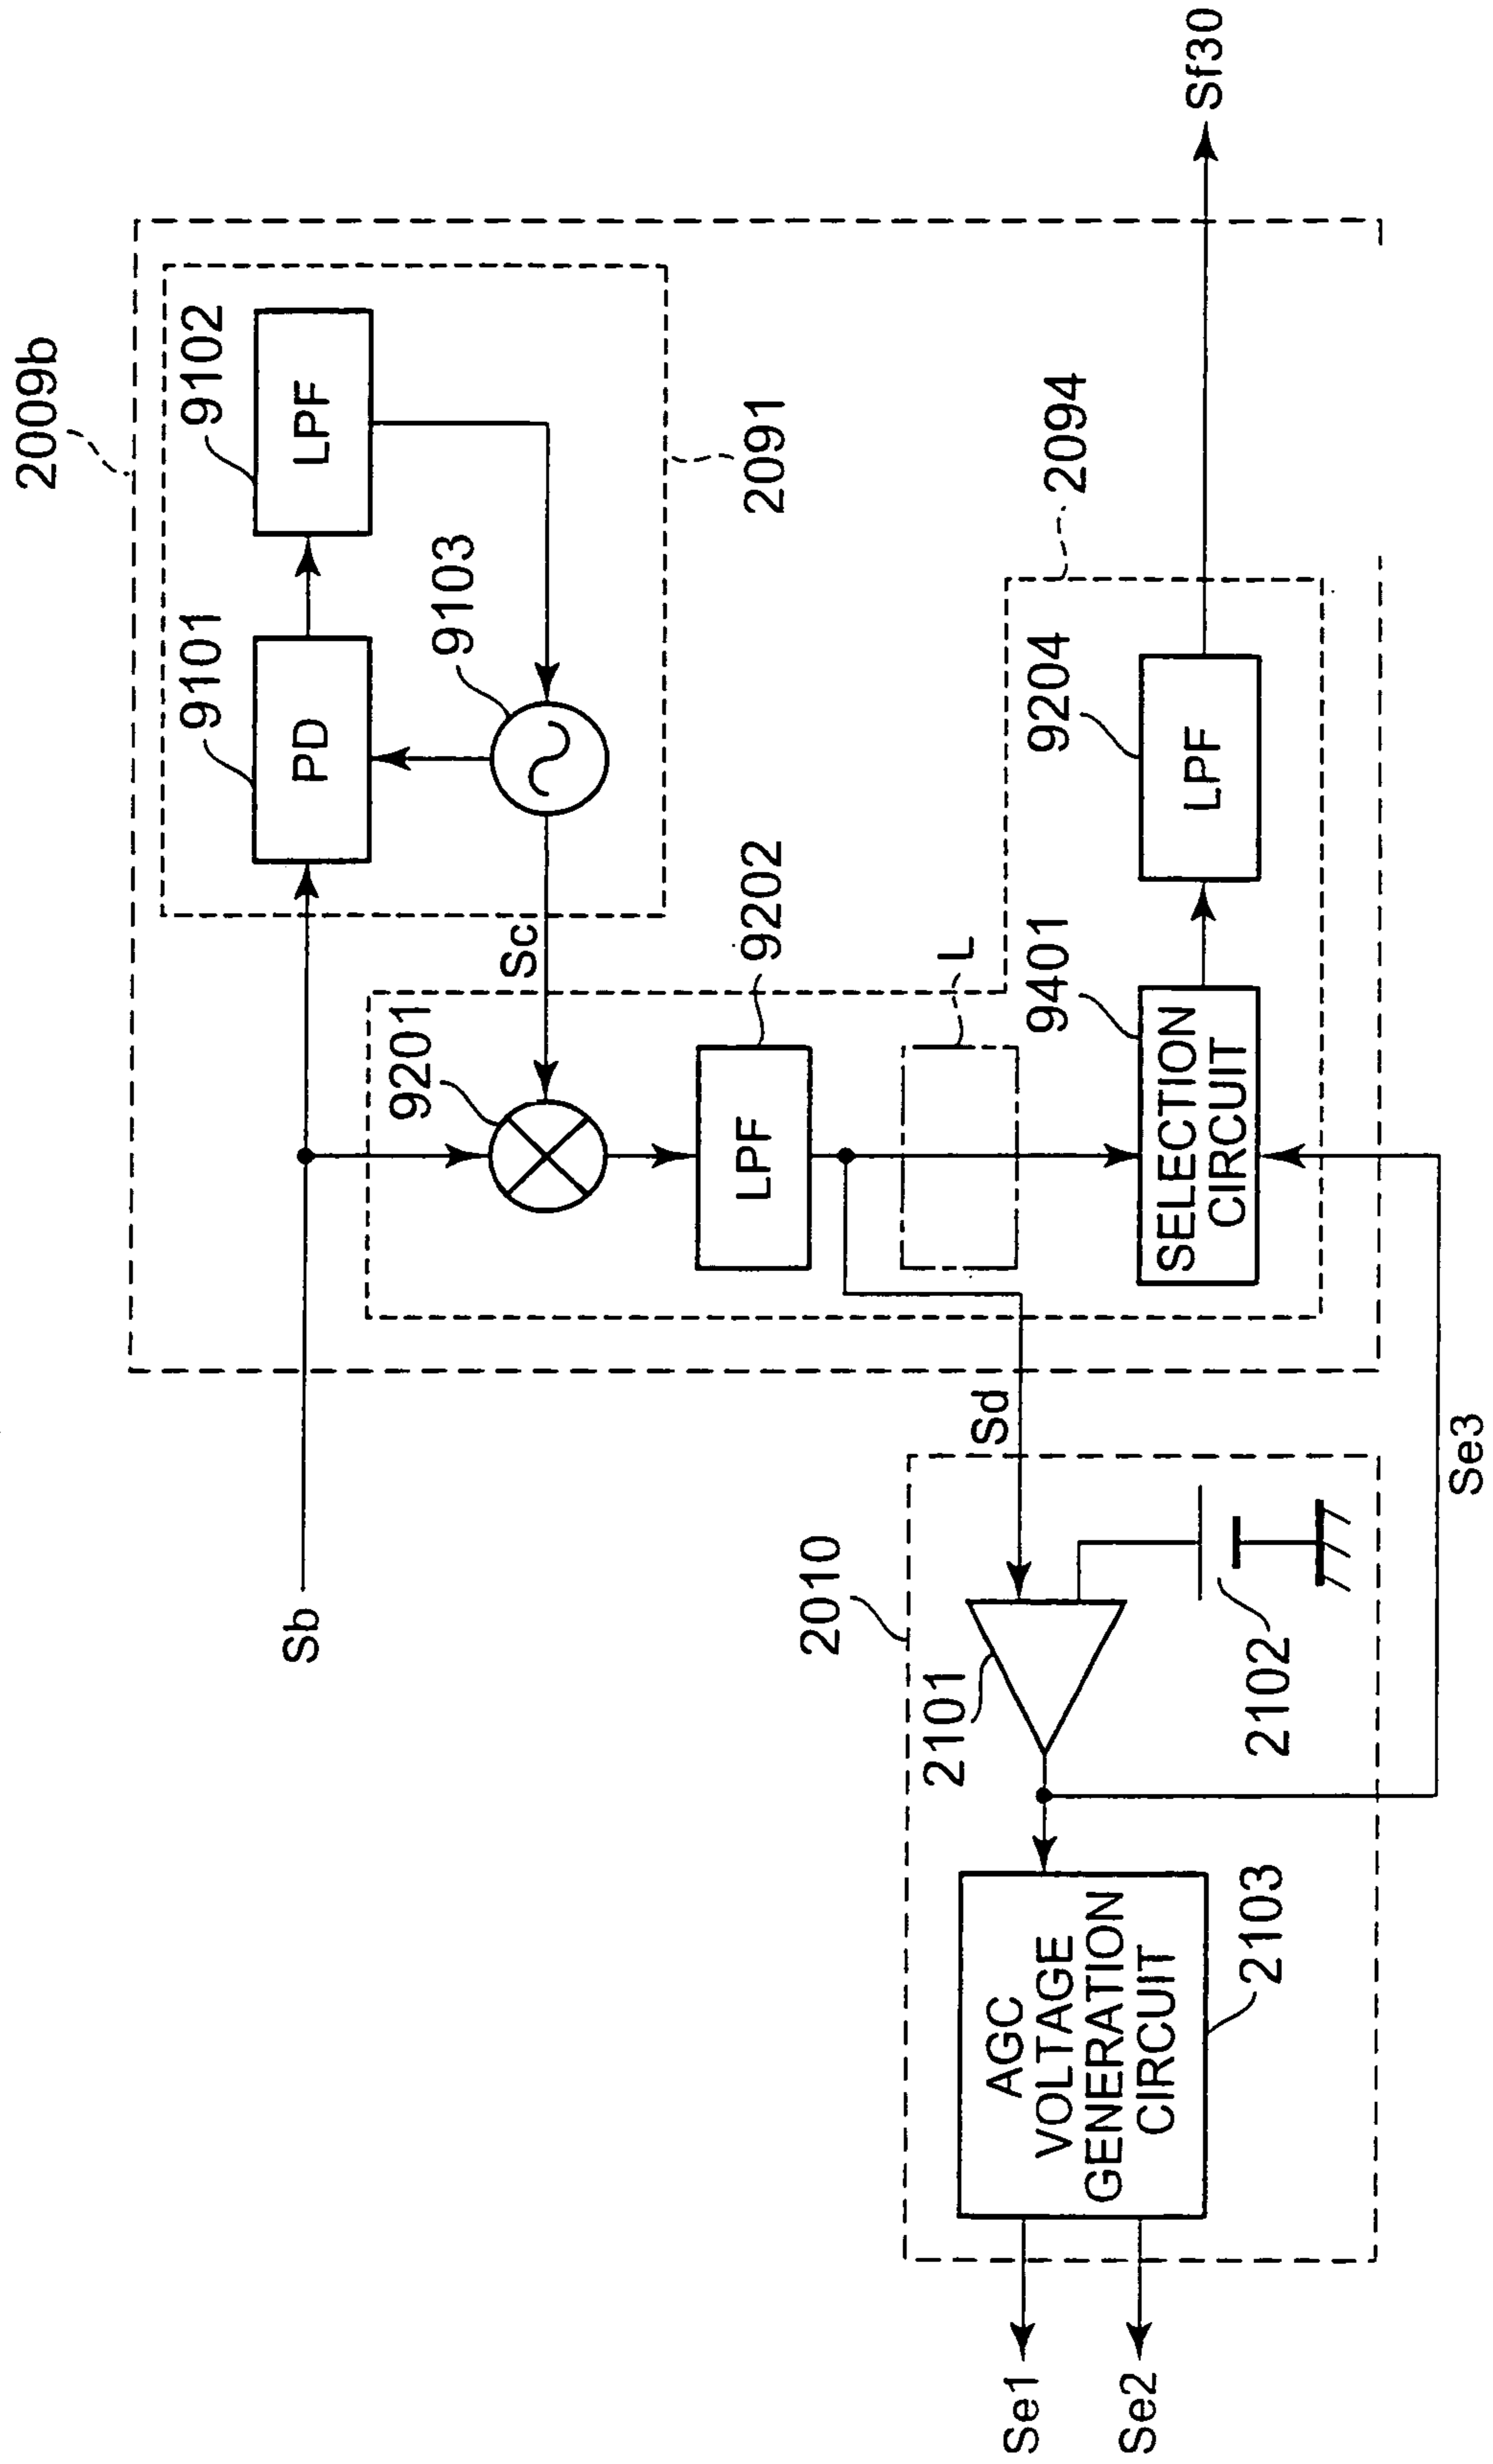 2009b
9101
PD
9102
LPF
9103
2091
Sb
Sc
9201
9202
LPF
L
2094
9401
SELECTION
CIRCUIT
9204
LPF
Sf30
Sd
2010
2101
2102
AGC
VOLTAGE
GENERATION
CIRCUIT
2103
Se1
Se2
Se3